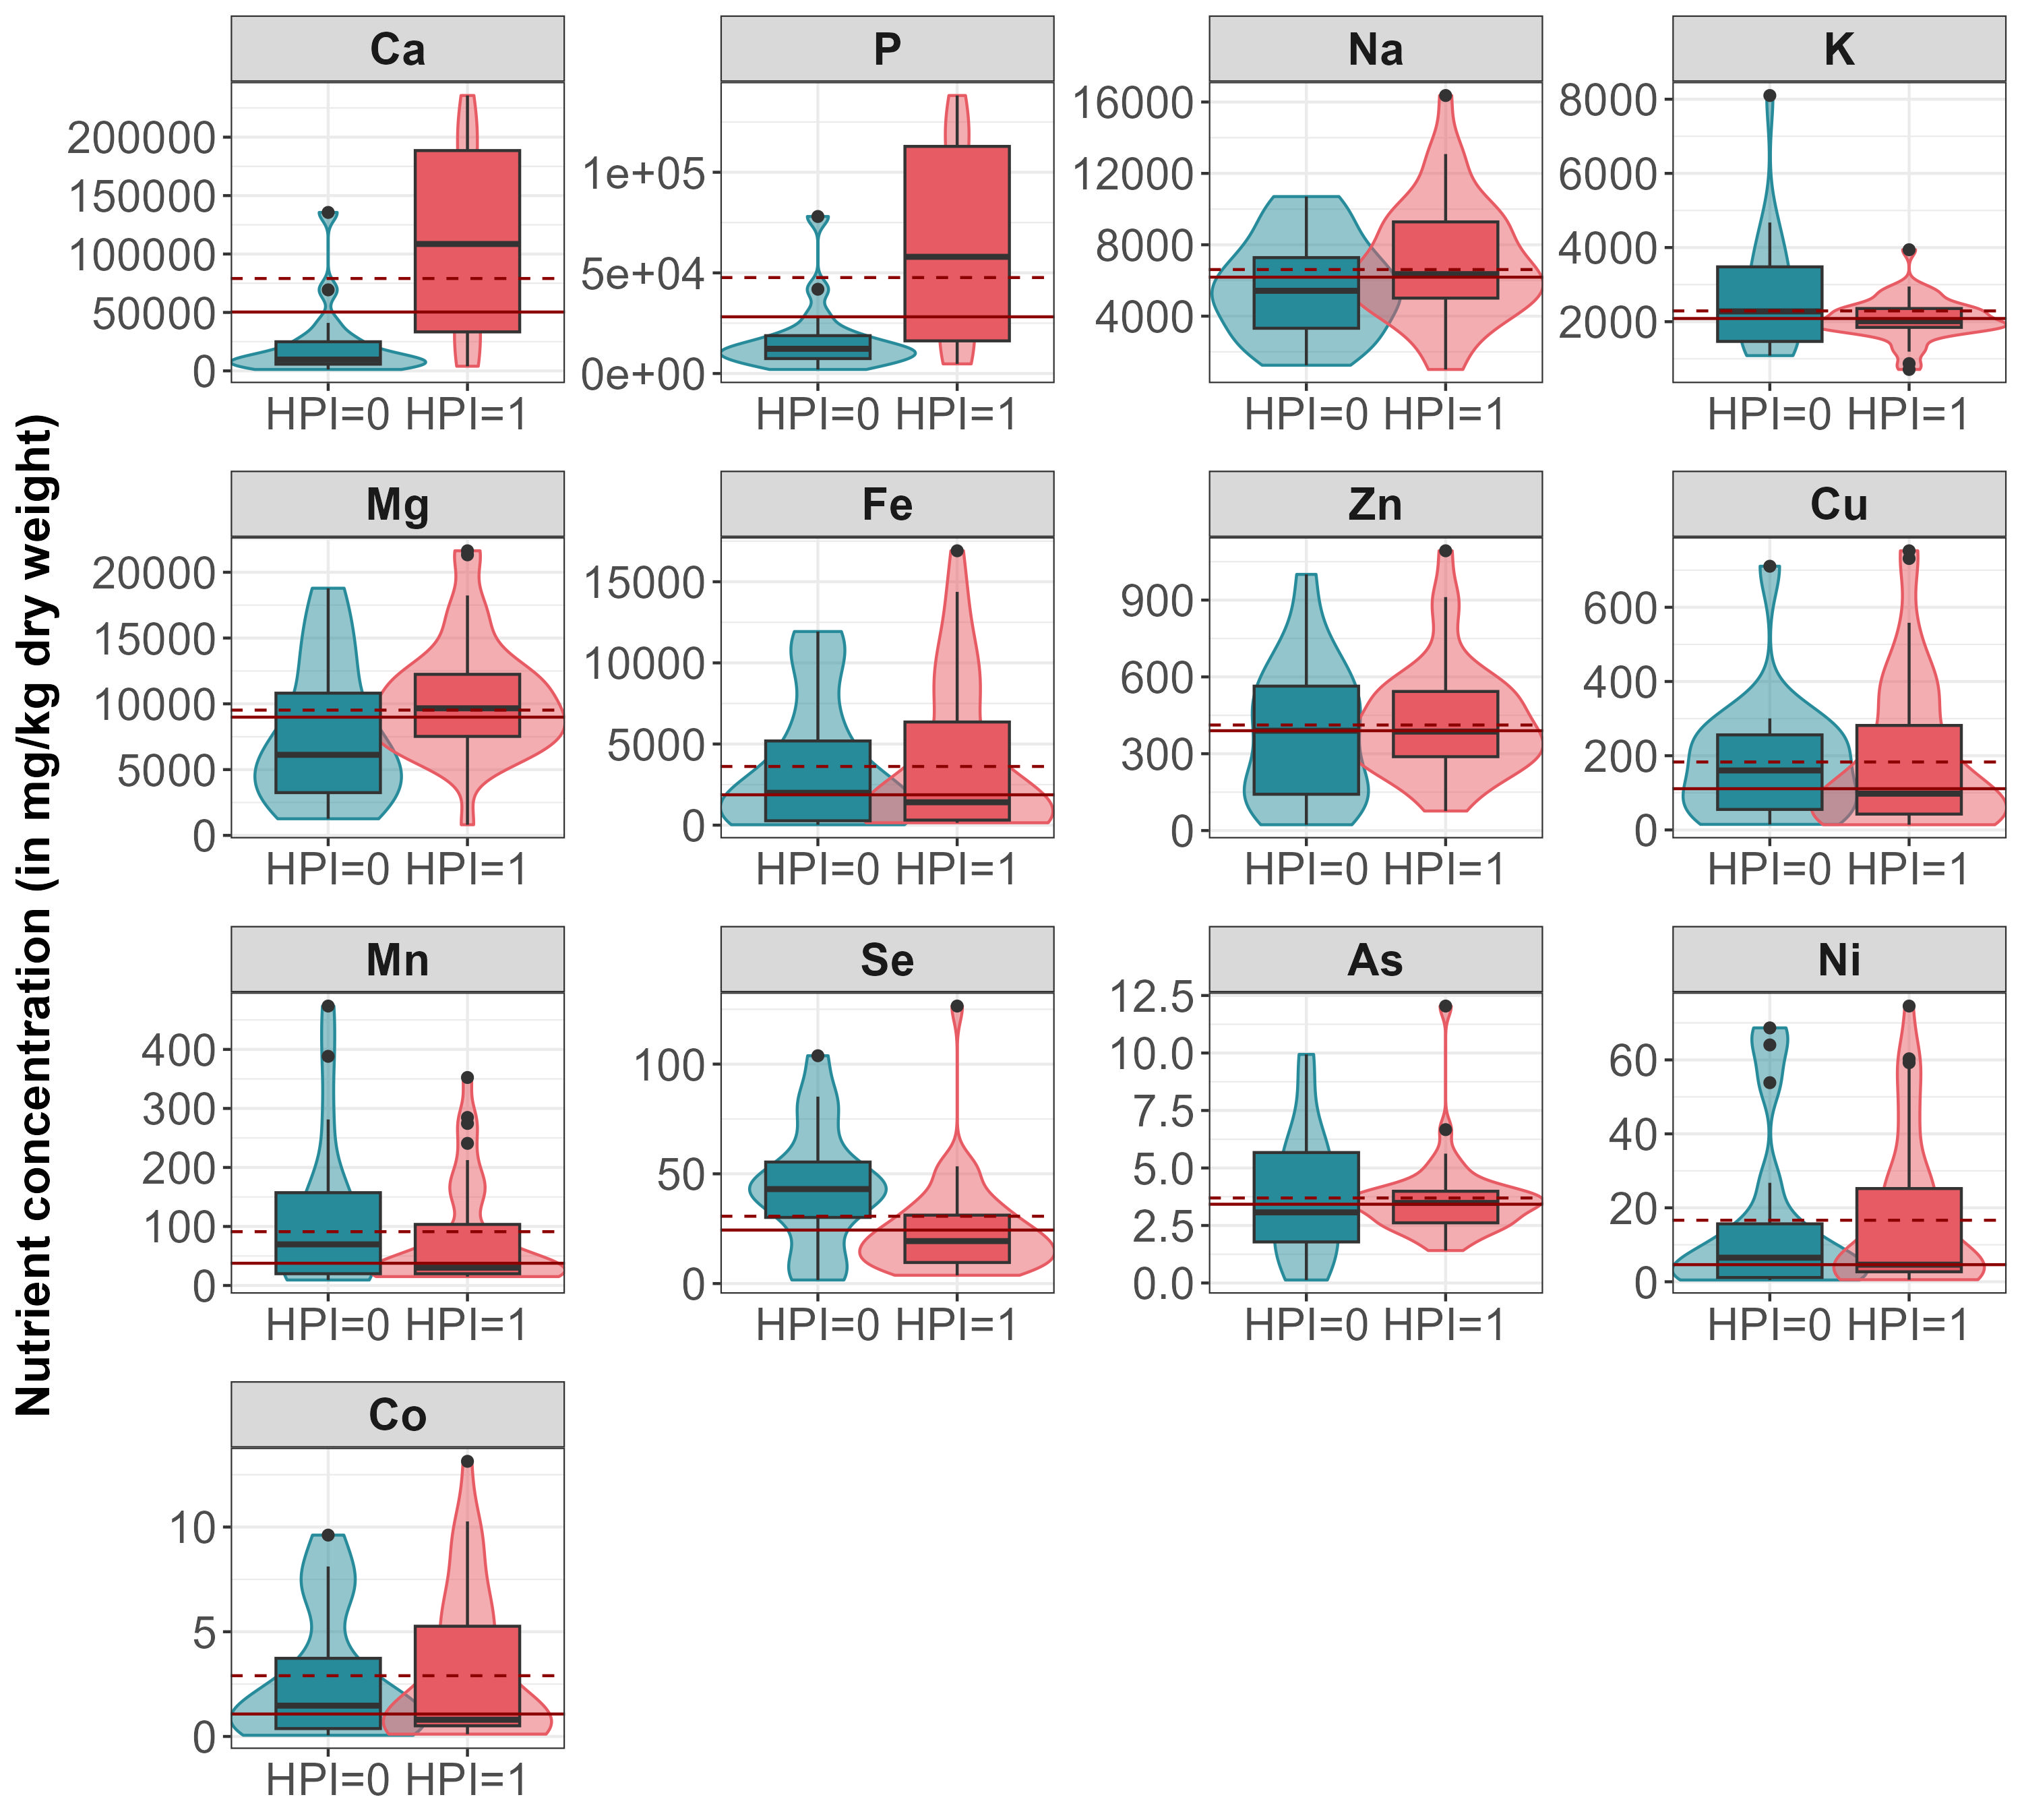 Nutrient concentration (in mg/kg dry weight)
Ca
200000
150000
100000
50000
0
HPI=0 HPI=1
P
1e+05
5e+04
0e+00
HPI=0 HPI=1
Na
16000
12000
8000
4000
HPI=0 HPI=1
K
8000
6000
4000
2000
HPI=0 HPI=1
Mg
20000
15000
10000
5000
0
HPI=0 HPI=1
Fe
15000
10000
5000
0
HPI=0 HPI=1
Zn
900
600
300
0
HPI=0 HPI=1
Cu
600
400
200
0
HPI=0 HPI=1
Mn
400
300
200
100
0
HPI=0 HPI=1
Se
100
50
0
HPI=0 HPI=1
As
12.5
10.0
7.5
5.0
2.5
0.0
HPI=0 HPI=1
Ni
60
40
20
0
HPI=0 HPI=1
Co
10
5
0
HPI=0 HPI=1